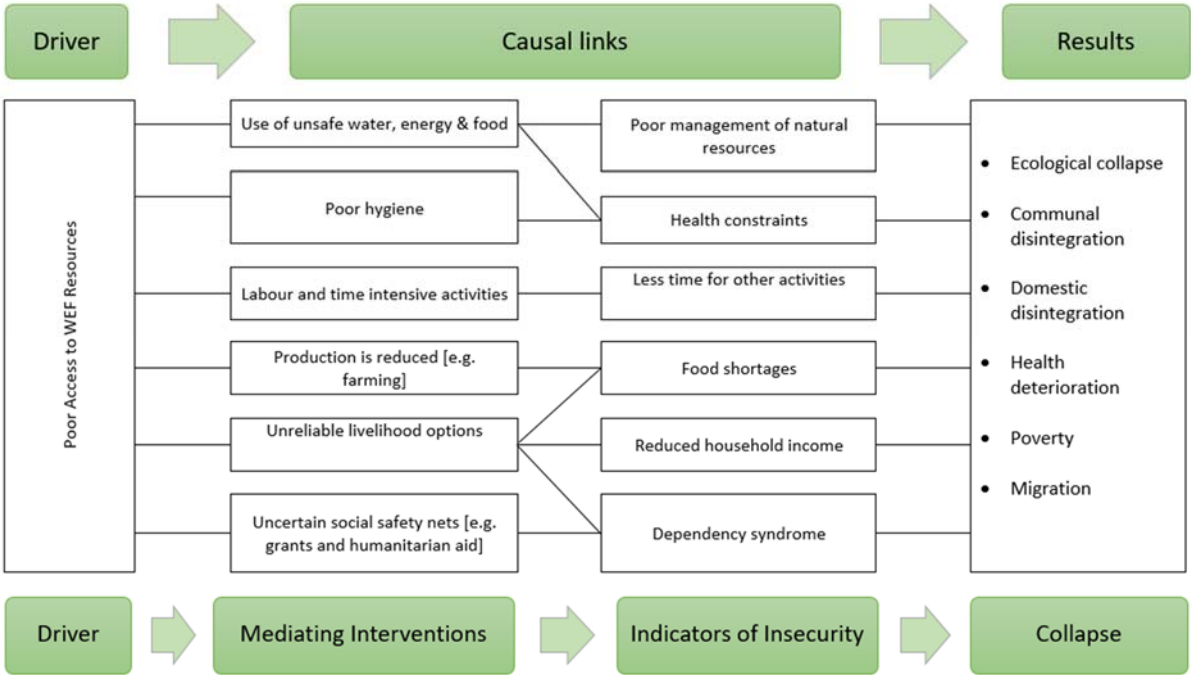 Driver
Causal links
Results
Poor Access to WEF Resources
Use of unsafe water, energy & food
Poor hygiene
Labour and time intensive activities
Production is reduced [e.g.
farming]
Unreliable livelihood options
Uncertain social safety nets [e.g.
grants and humanitarian aid]
Poor management of natural
resources
Health constraints
Less time for other activities
Food shortages
Reduced household income
Dependency syndrome
• Ecological collapse
• Communal
disintegration
• Domestic
disintegration
• Health
deterioration
• Poverty
• Migration
Driver
Mediating Interventions
Indicators of Insecurity
Collapse